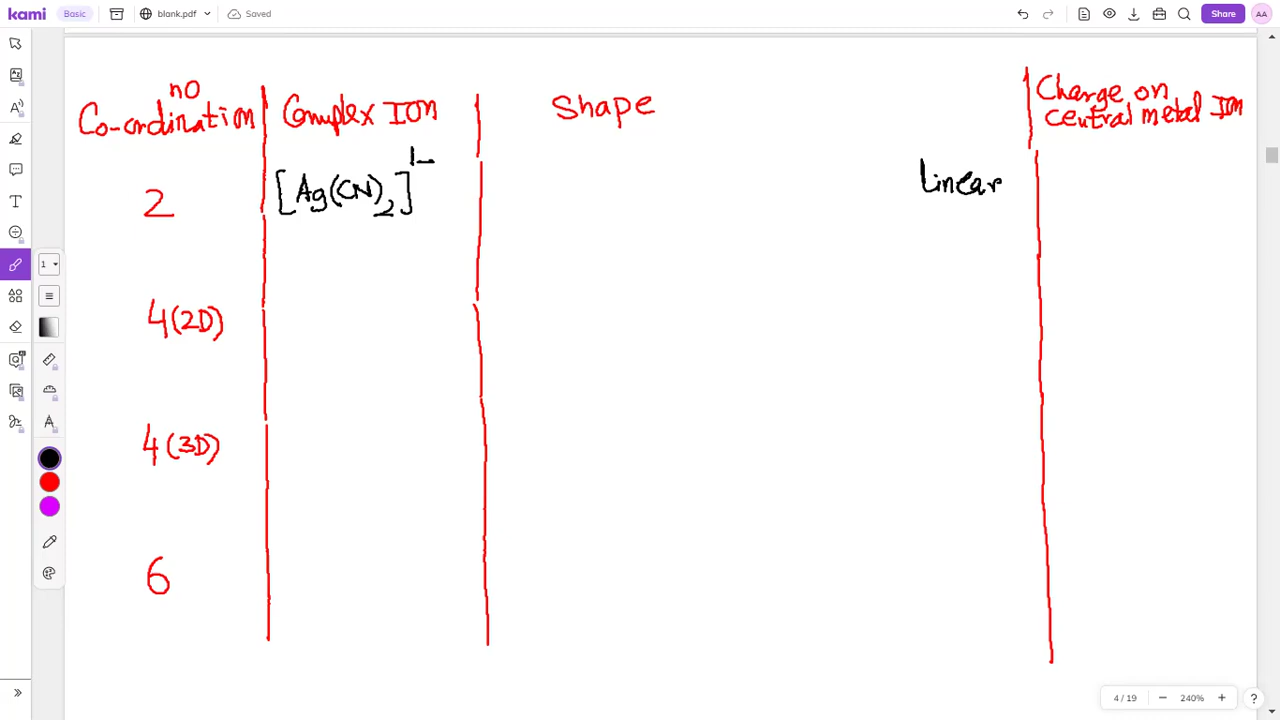 kami Basic blank.pdf Saved Share AA
no
Co-ordination Complex Ion Shape Charge on
central metal Ion
2 [Ag(CN)2]1- Linear
4(2D)
4(3D)
6
1
4 / 19 240% ?